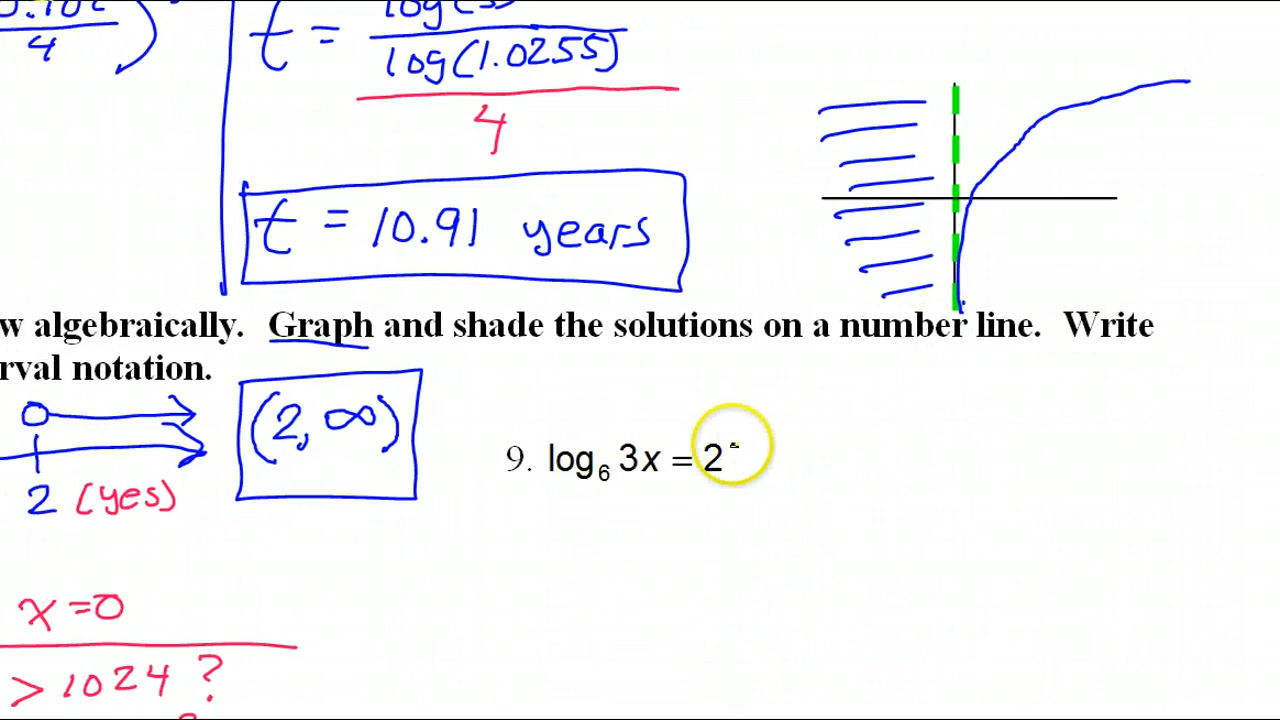 4
t = log(1.0255)
4
t = 10.91 years
w algebraically. Graph and shade the solutions on a number line. Write
rval notation.
(2, ∞)
2 (yes)
9. log₆ 3x = 2
x = 0
> 1024 ?